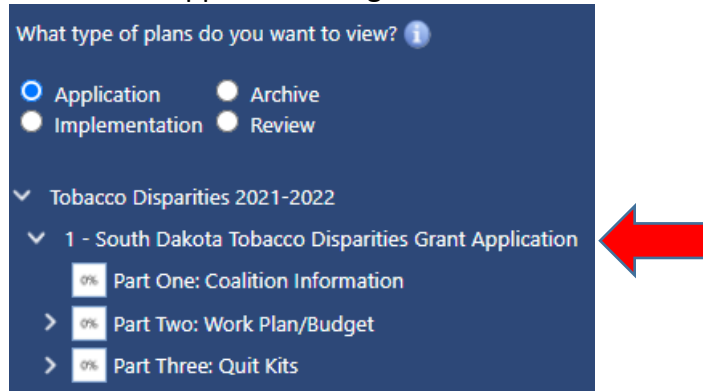 What type of plans do you want to view?
Application Archive
Implementation Review
Tobacco Disparities 2021-2022
1 - South Dakota Tobacco Disparities Grant Application
0% Part One: Coalition Information
0% Part Two: Work Plan/Budget
0% Part Three: Quit Kits